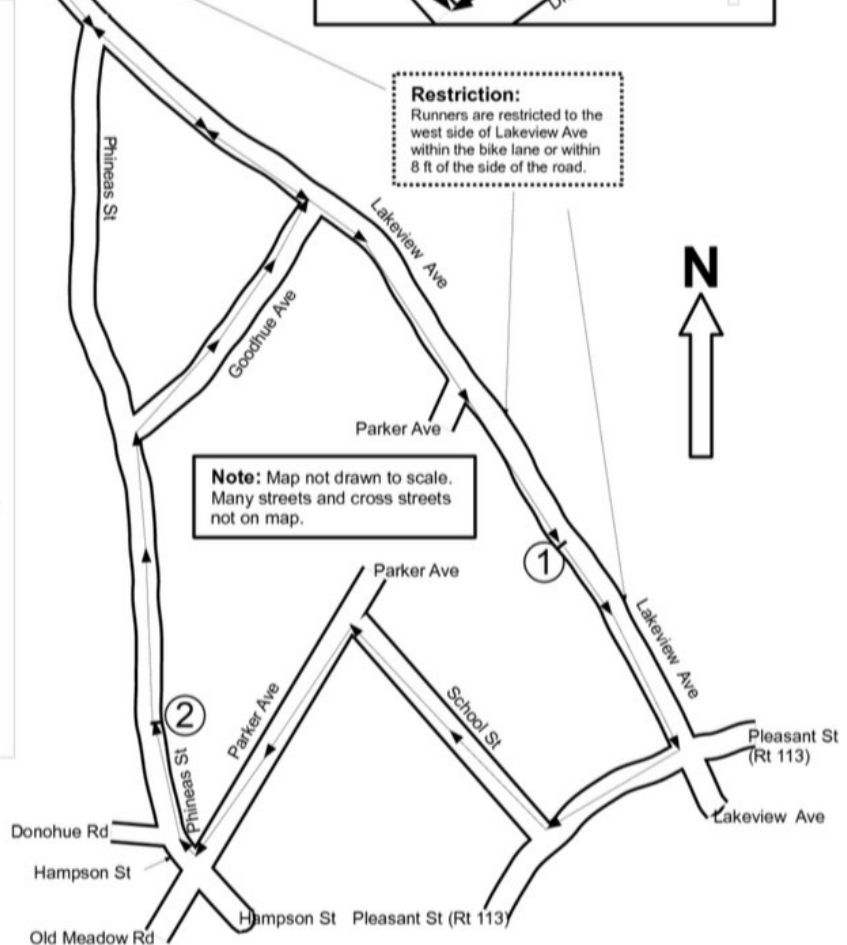 Phineas St
Restriction:
Runners are restricted to the
west side of Lakeview Ave
within the bike lane or within
8 ft of the side of the road.
Lakeview Ave
N
Goodhue Ave
Parker Ave
Note: Map not drawn to scale.
Many streets and cross streets
not on map.
1
Parker Ave
Lakeview Ave
2
Parker Ave
School St
Phineas St
Pleasant St
(Rt 113)
Lakeview Ave
Donohue Rd
Hampson St
Hampson St
Pleasant St (Rt 113)
Old Meadow Rd